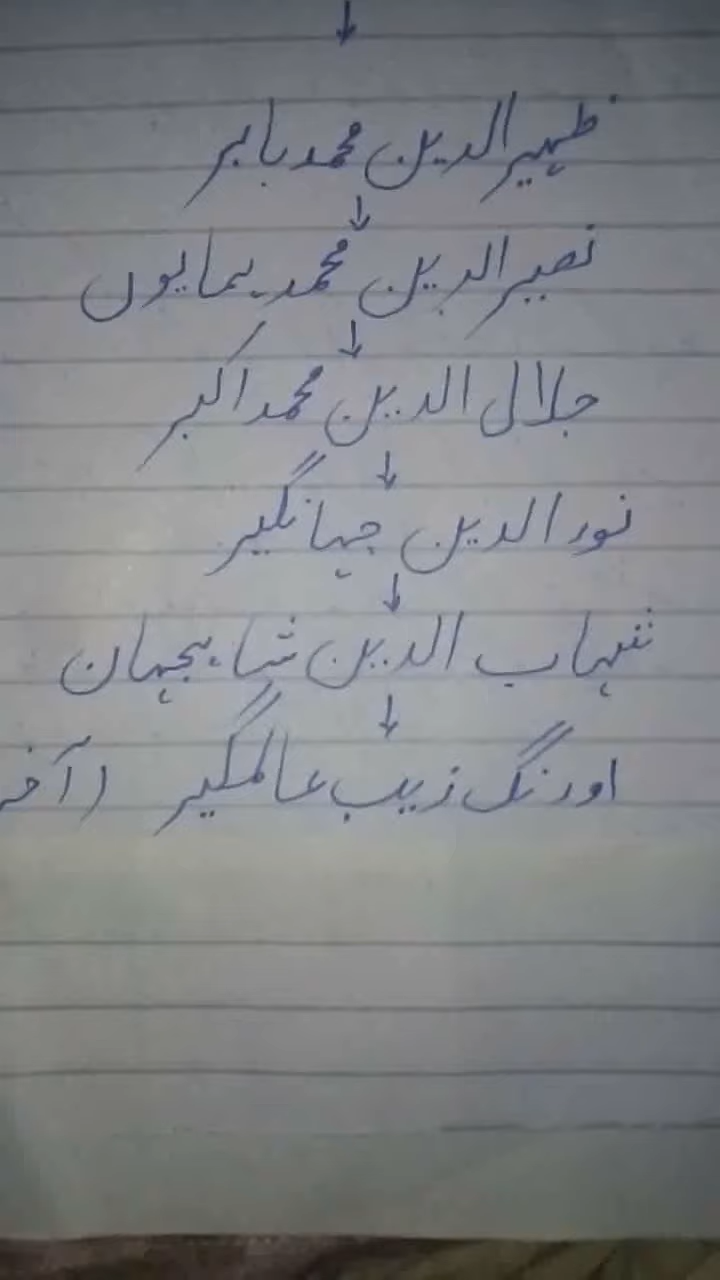 ظہیر الدین محمد بابر
نصیر الدین محمد ہمایوں
جلال الدین محمد اکبر
نور الدین جہانگیر
شہاب الدین شاہجہان
اورنگ زیب عالمگیر (